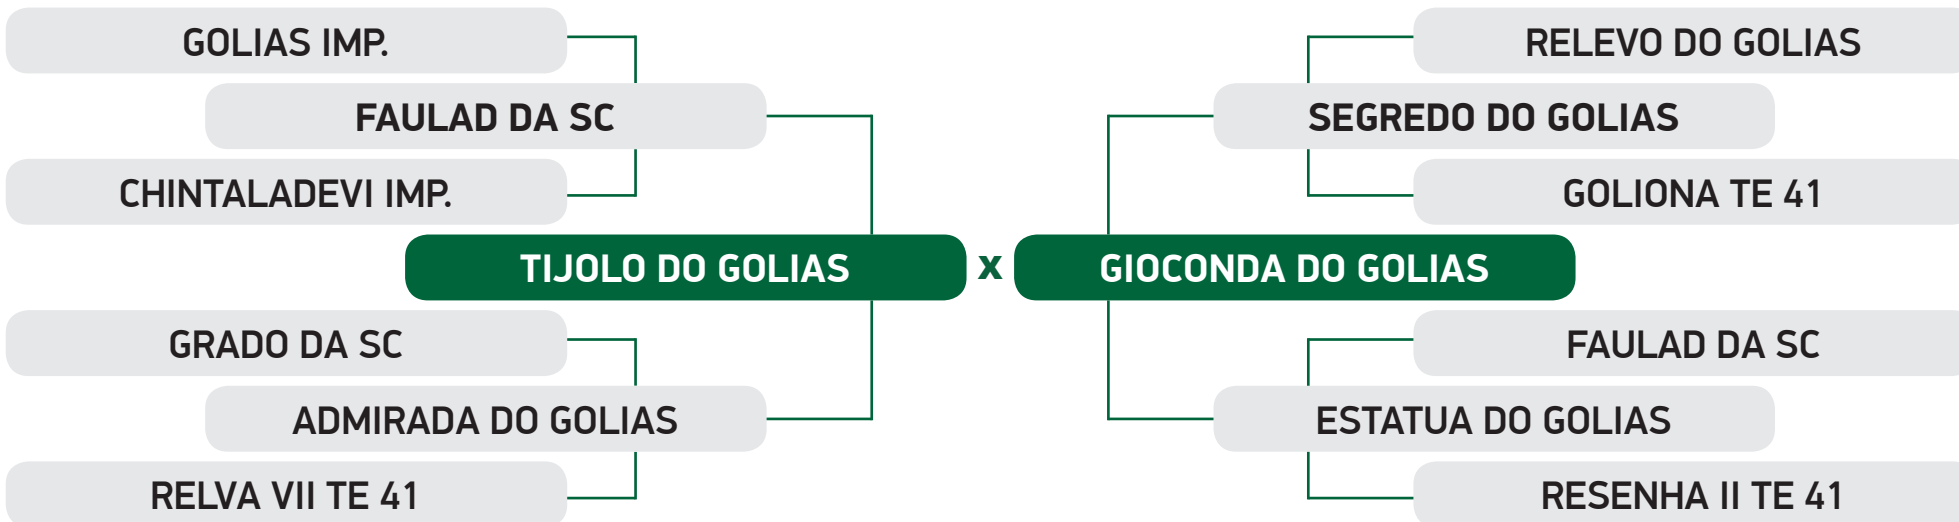 GOLIAS IMP.
RELEVO DO GOLIAS
FAULAD DA SC
SEGREDO DO GOLIAS
CHINTALADEVI IMP.
GOLIONA TE 41
TIJOLO DO GOLIAS x GIOCONDA DO GOLIAS
GRADO DA SC
FAULAD DA SC
ADMIRADA DO GOLIAS
ESTATUA DO GOLIAS
RELVA VII TE 41
RESENHA II TE 41